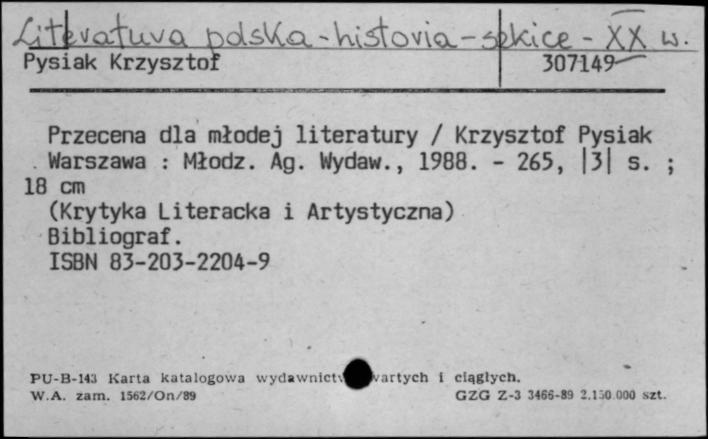 Literatura polska - historia - szkice - XX w.
Pysiak Krzysztof 307149
Przecena dla młodej literatury / Krzysztof Pysiak
Warszawa : Młodz. Ag. Wydaw., 1988. - 265, |3| s. ;
18 cm
(Krytyka Literacka i Artystyczna)
Bibliograf.
ISBN 83-203-2204-9
PU-B-143 Karta katalogowa i ciągłych.
W.A. zam. 1562/On/89 GZG Z-3 3466-89 2.150.000 szt.